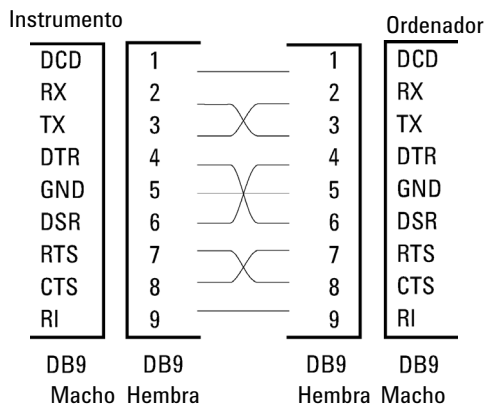 Instrumento
Ordenador
DCD 1 1 DCD
RX 2 2 RX
TX 3 3 TX
DTR 4 4 DTR
GND 5 5 GND
DSR 6 6 DSR
RTS 7 7 RTS
CTS 8 8 CTS
RI 9 9 RI
DB9 DB9 DB9 DB9
Macho Hembra Hembra Macho